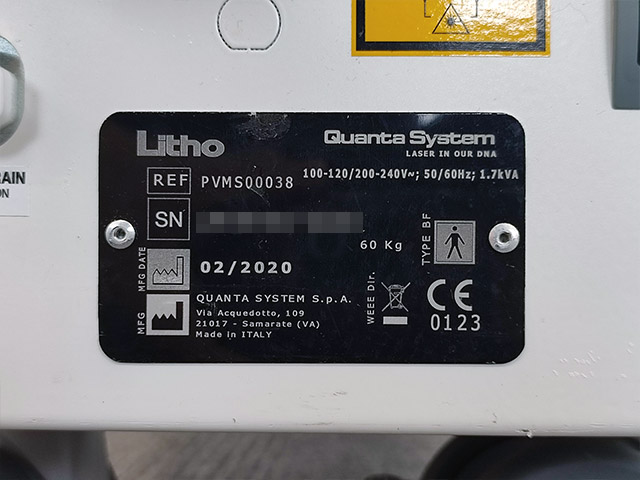 Litho
Quanta System
LASER IN OUR DNA
100-120/200-240V~; 50/60Hz; 1.7kVA
REF PVMS00038
SN
60 Kg
TYPE BF
MFG DATE
02/2020
MFG
QUANTA SYSTEM S.p.A.
Via Acquedotto, 109
21017 - Samarate (VA)
Made in ITALY
WEEE Dir.
CE
0123